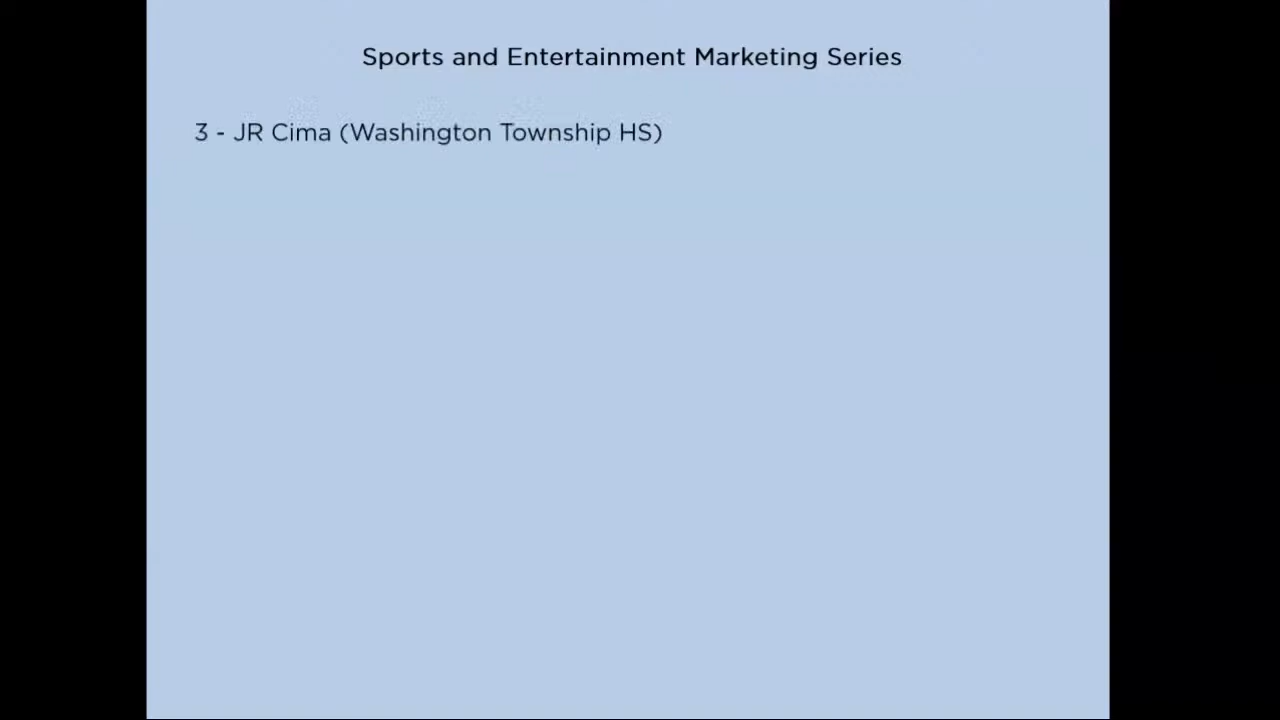 Sports and Entertainment Marketing Series
3 - JR Cima (Washington Township HS)